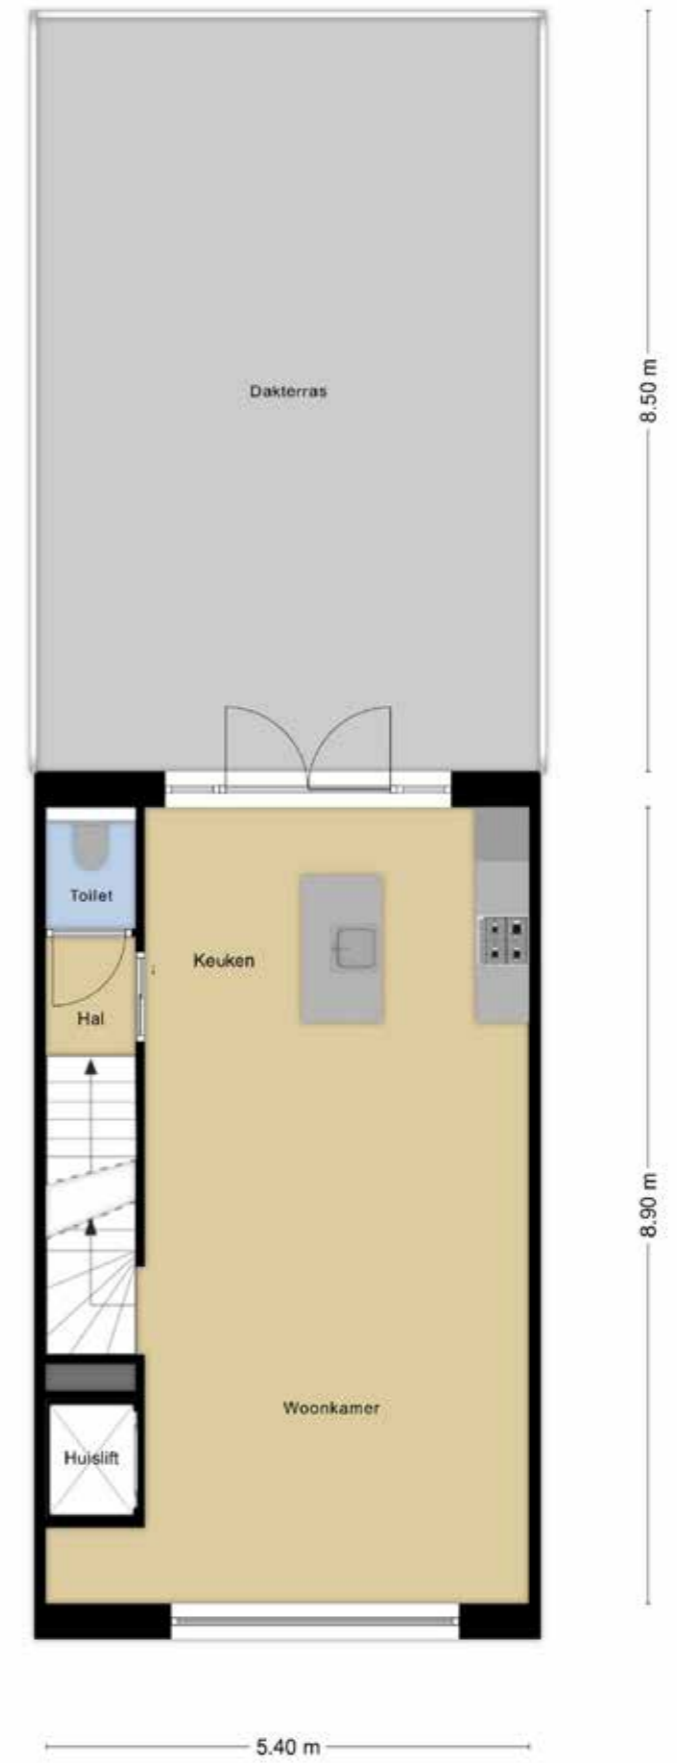 Dakterras
8.50 m
Toilet
Keuken
Hal
8.90 m
Woonkamer
Huislift
5.40 m